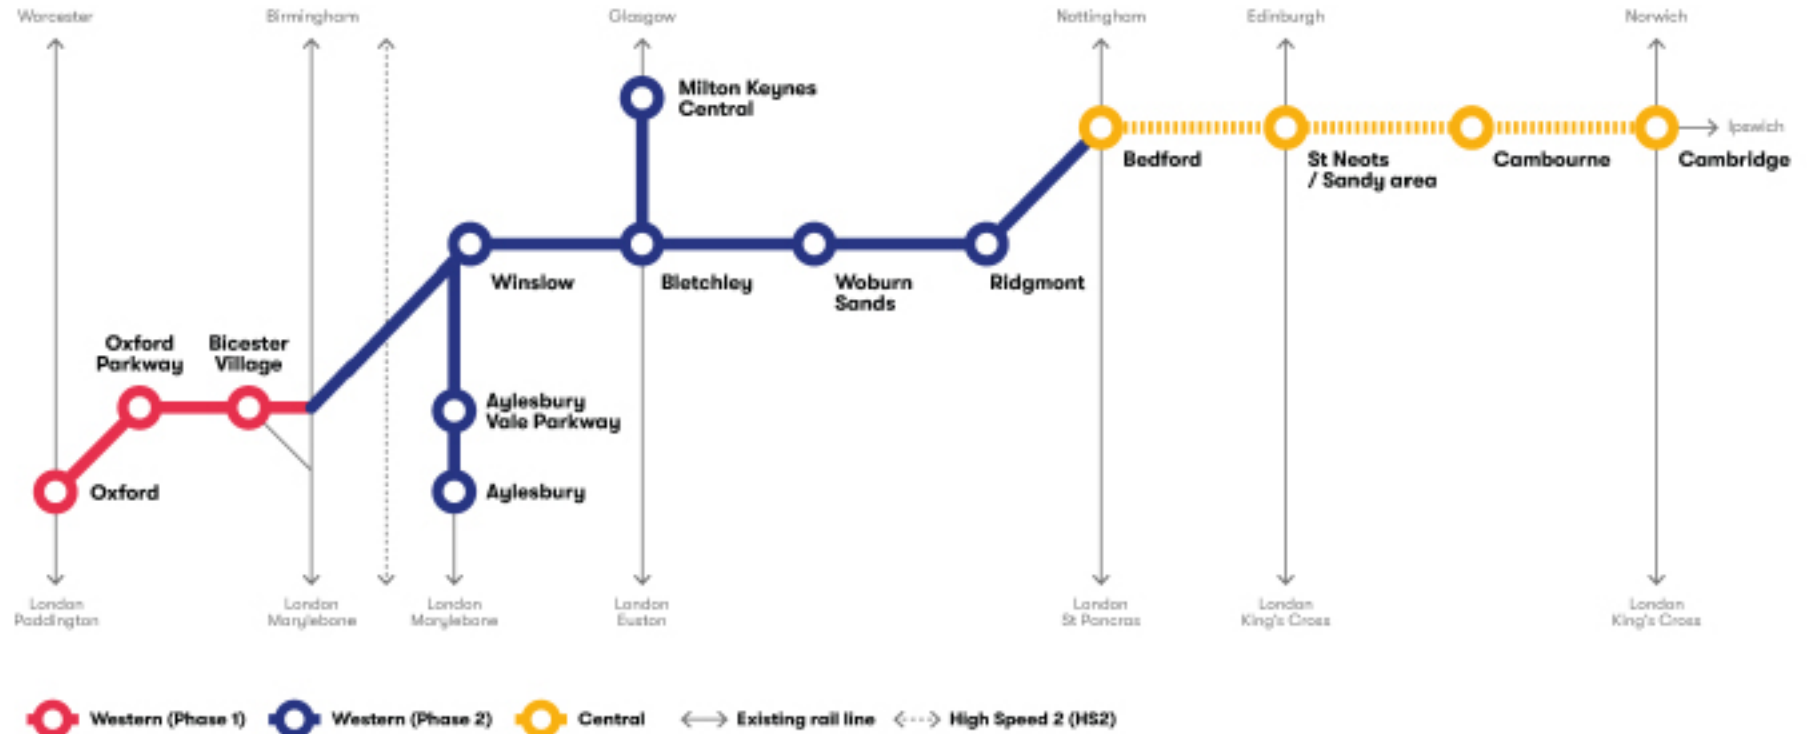 Worcester
Birmingham
Glasgow
Nottingham
Edinburgh
Norwich
Milton Keynes
Central
Ipswich
Bedford
St Neots
/ Sandy area
Cambourne
Cambridge
Winslow
Bletchley
Woburn
Sands
Ridgmont
Oxford
Parkway
Bicester
Village
Aylesbury
Vale Parkway
Oxford
Aylesbury
London
Paddington
London
Marylebone
London
Marylebone
London
Euston
London
St Pancras
London
King's Cross
London
King's Cross
Western (Phase 1)
Western (Phase 2)
Central
Existing rail line
High Speed 2 (HS2)